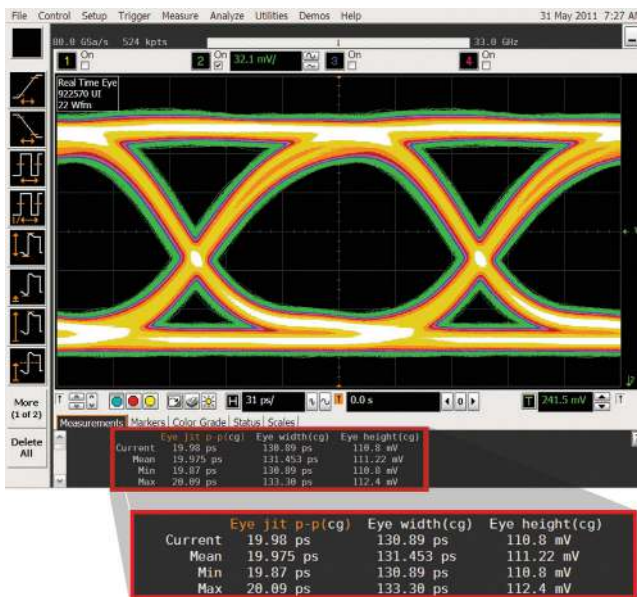 File Control Setup Trigger Measure Analyze Utilities Demos Help 31 May 2011 7:27 AM
80.0 GSa/s 524 kpts 33.0 GHz
1 On 2 On 32.1 mV/ 3 On 4 On
Real Time Eye
922570 UI
22 Wfm
More
(1 of 2)
Delete
All
H 31 ps/ 0.0 s 0 T 241.5 mV
Measurements Markers Color Grade Status Scales
Eye jit p-p(cg) Eye width(cg) Eye height(cg)
Current 19.98 ps 130.89 ps 110.8 mV
Mean 19.975 ps 131.453 ps 111.22 mV
Min 19.87 ps 130.89 ps 110.8 mV
Max 20.09 ps 133.30 ps 112.4 mV
Eye jit p-p(cg) Eye width(cg) Eye height(cg)
Current 19.98 ps 130.89 ps 110.8 mV
Mean 19.975 ps 131.453 ps 111.22 mV
Min 19.87 ps 130.89 ps 110.8 mV
Max 20.09 ps 133.30 ps 112.4 mV